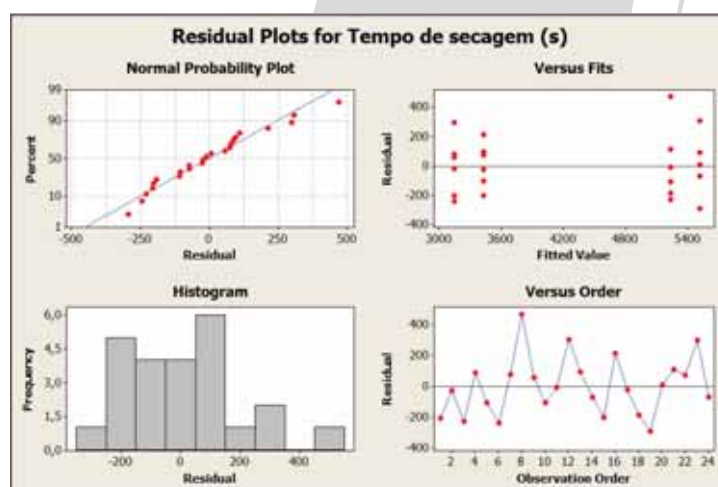 Residual Plots for Tempo de secagem (s)
Normal Probability Plot
99
90
50
10
1
Percent
-500
-250
0
250
500
Residual
Versus Fits
400
200
0
-200
-400
Residual
3000
3600
4200
4800
5400
Fitted Value
Histogram
6,0
4,5
3,0
1,5
0,0
Frequency
-200
0
200
400
Residual
Versus Order
400
200
0
-200
-400
Residual
2 4 6 8 10 12 14 16 18 20 22 24
Observation Order